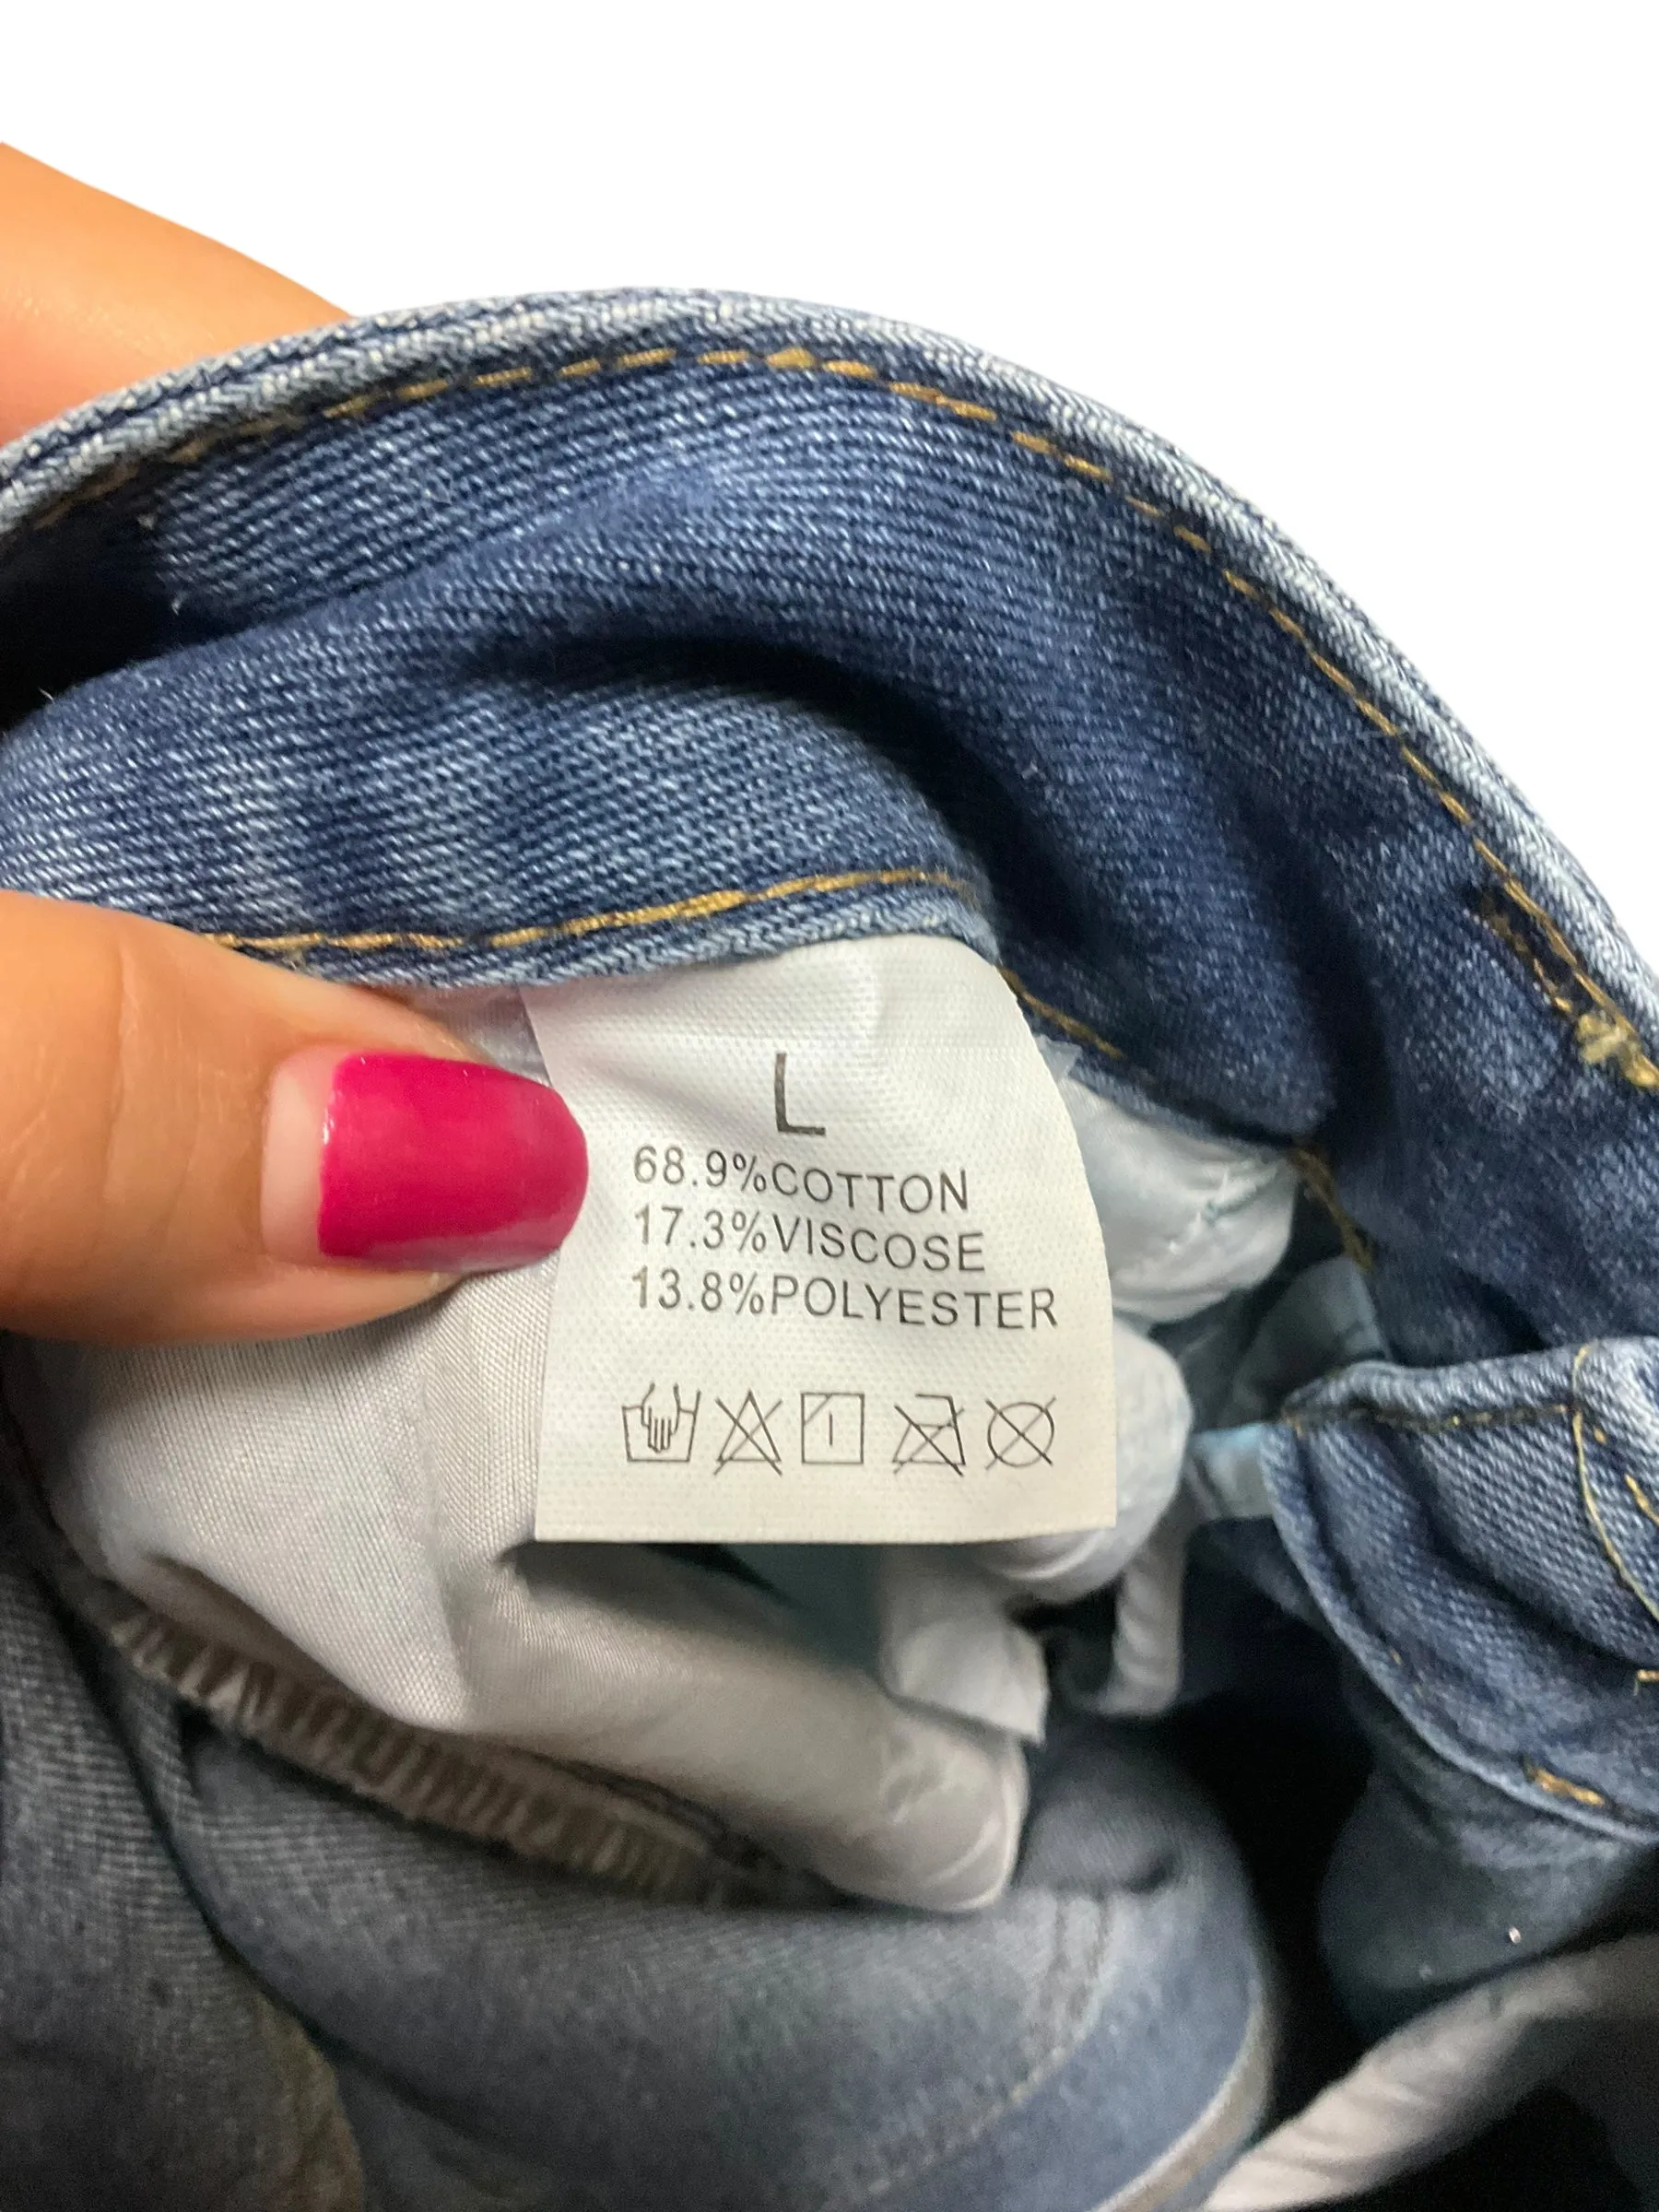 L
68.9%COTTON
17.3%VISCOSE
13.8%POLYESTER